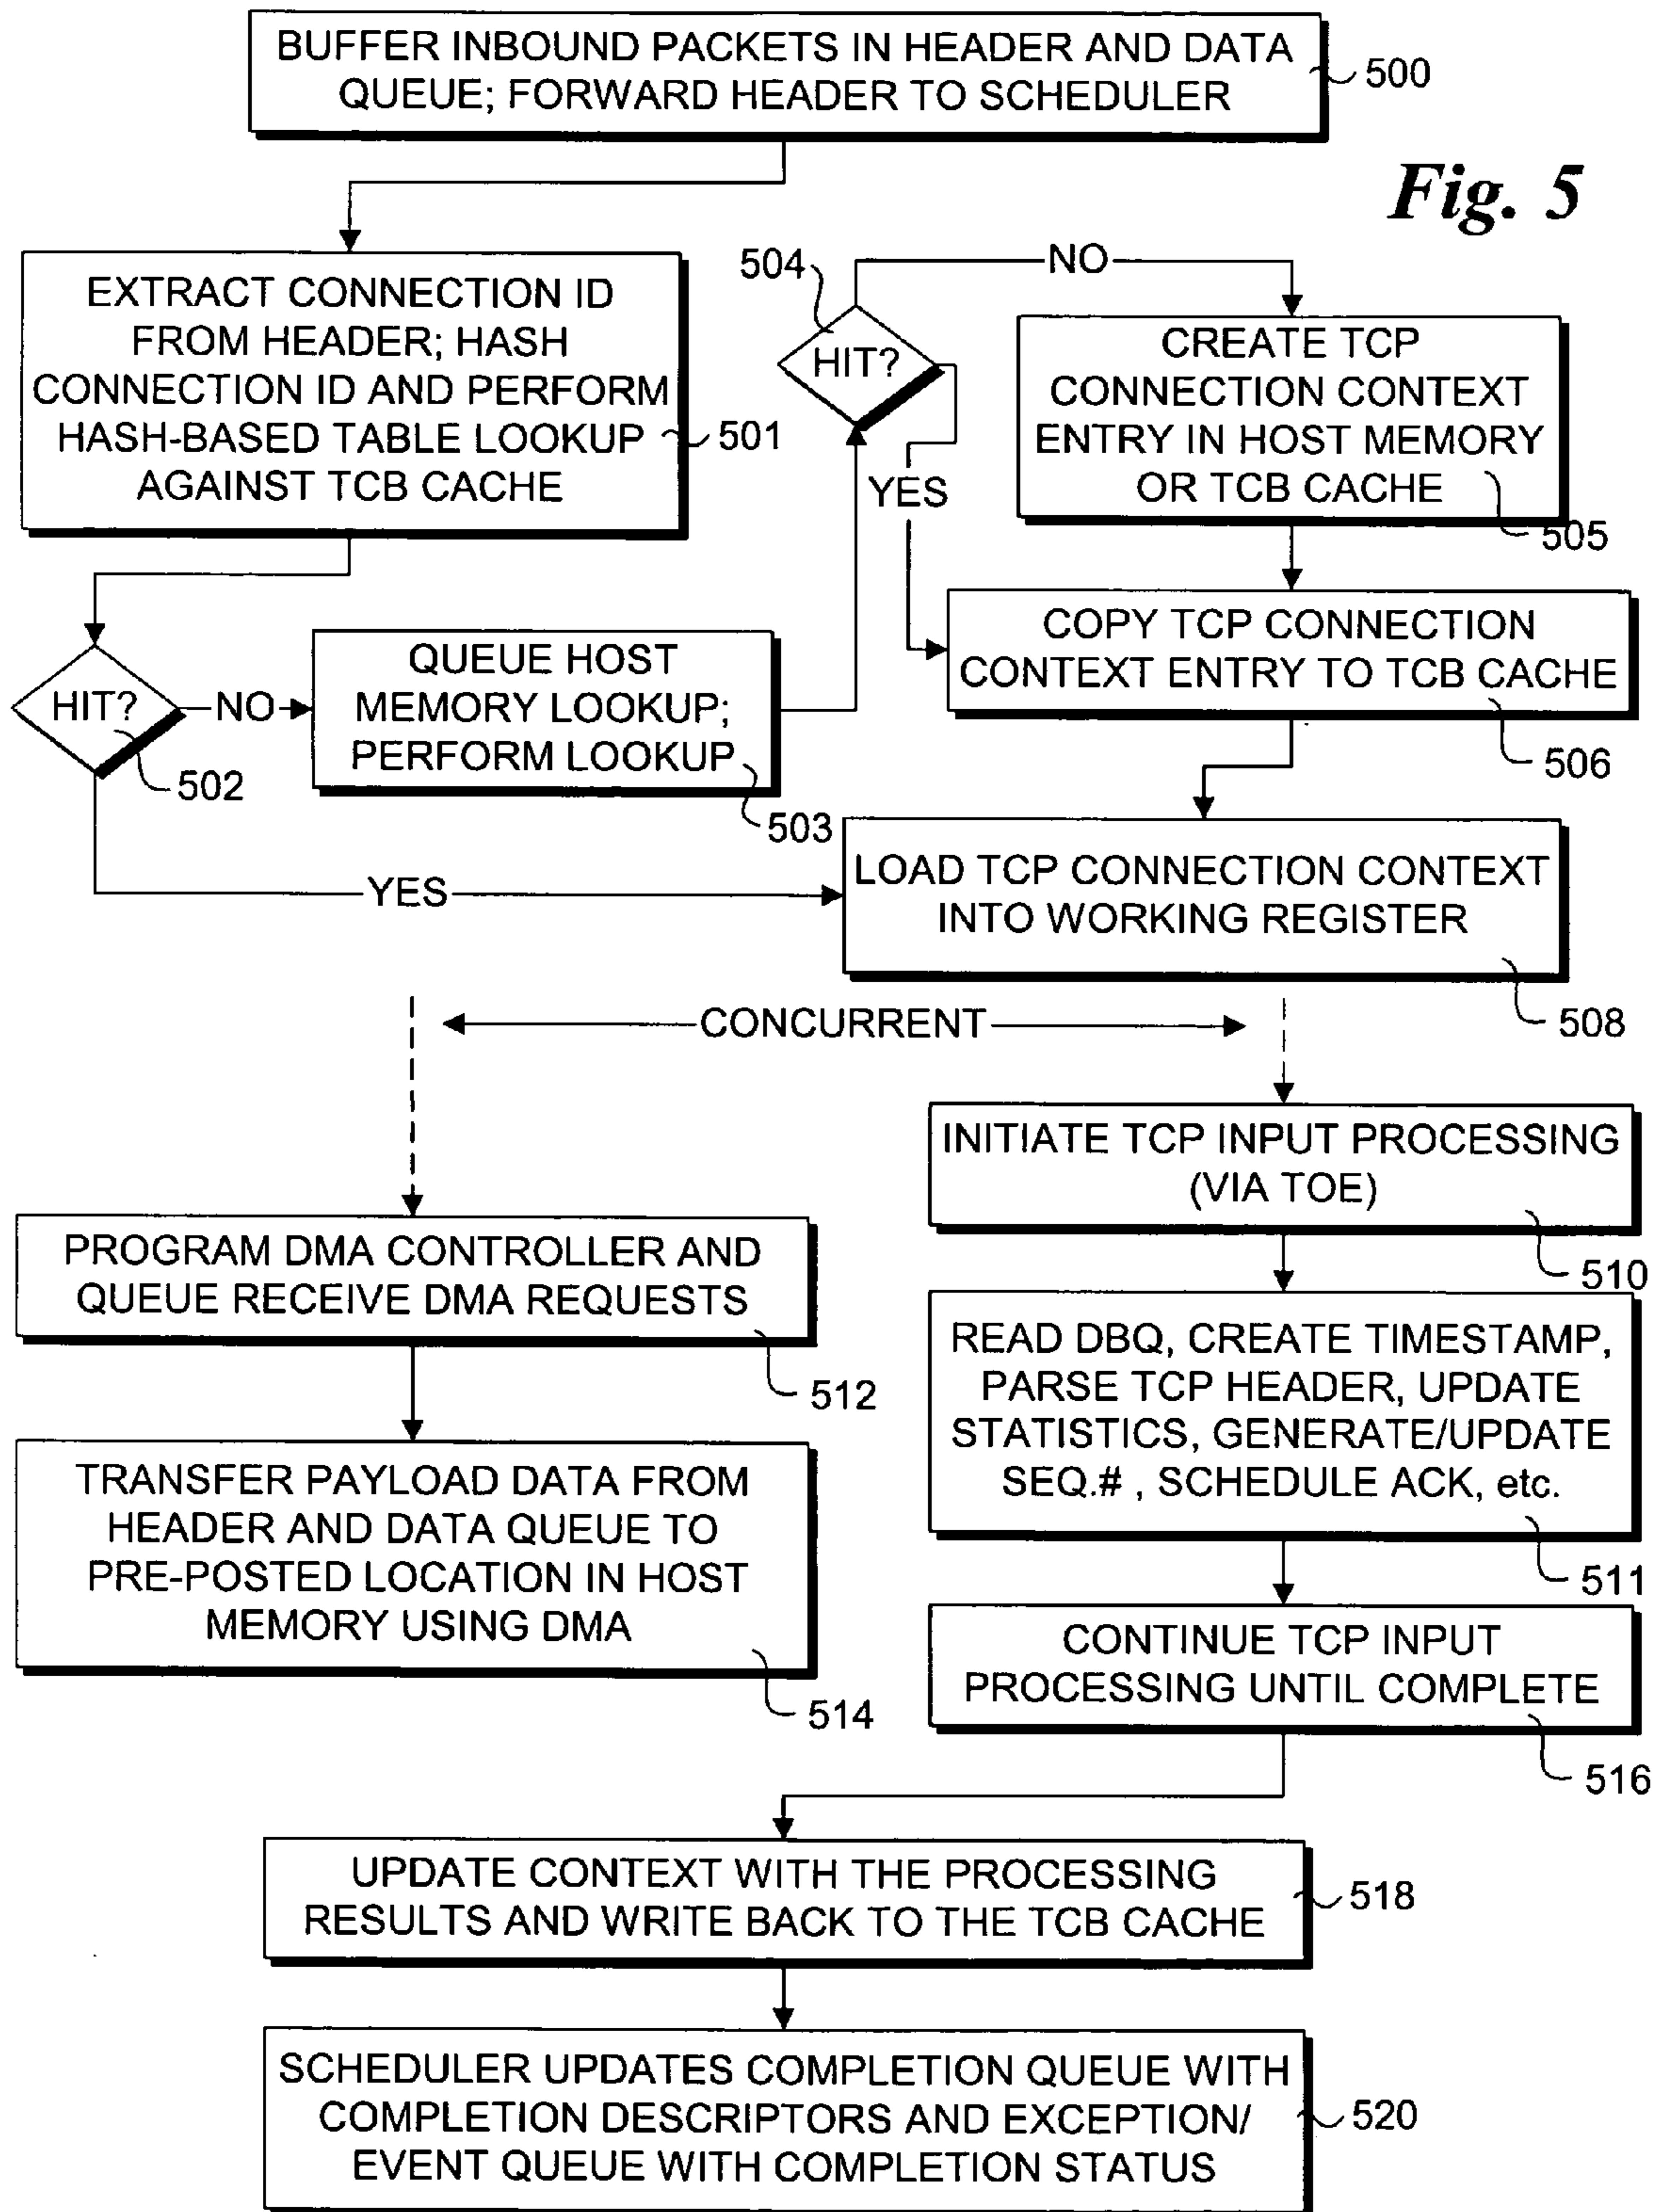 BUFFER INBOUND PACKETS IN HEADER AND DATA
QUEUE; FORWARD HEADER TO SCHEDULER
500
Fig. 5
EXTRACT CONNECTION ID
FROM HEADER; HASH
CONNECTION ID AND PERFORM
HASH-BASED TABLE LOOKUP
AGAINST TCB CACHE
501
504
HIT?
NO
YES
CREATE TCP
CONNECTION CONTEXT
ENTRY IN HOST MEMORY
OR TCB CACHE
505
HIT?
NO
502
QUEUE HOST
MEMORY LOOKUP;
PERFORM LOOKUP
503
COPY TCP CONNECTION
CONTEXT ENTRY TO TCB CACHE
506
YES
LOAD TCP CONNECTION CONTEXT
INTO WORKING REGISTER
508
CONCURRENT
INITIATE TCP INPUT PROCESSING
(VIA TOE)
510
PROGRAM DMA CONTROLLER AND
QUEUE RECEIVE DMA REQUESTS
512
READ DBQ, CREATE TIMESTAMP,
PARSE TCP HEADER, UPDATE
STATISTICS, GENERATE/UPDATE
SEQ.# , SCHEDULE ACK, etc.
511
TRANSFER PAYLOAD DATA FROM
HEADER AND DATA QUEUE TO
PRE-POSTED LOCATION IN HOST
MEMORY USING DMA
514
CONTINUE TCP INPUT
PROCESSING UNTIL COMPLETE
516
UPDATE CONTEXT WITH THE PROCESSING
RESULTS AND WRITE BACK TO THE TCB CACHE
518
SCHEDULER UPDATES COMPLETION QUEUE WITH
COMPLETION DESCRIPTORS AND EXCEPTION/
EVENT QUEUE WITH COMPLETION STATUS
520